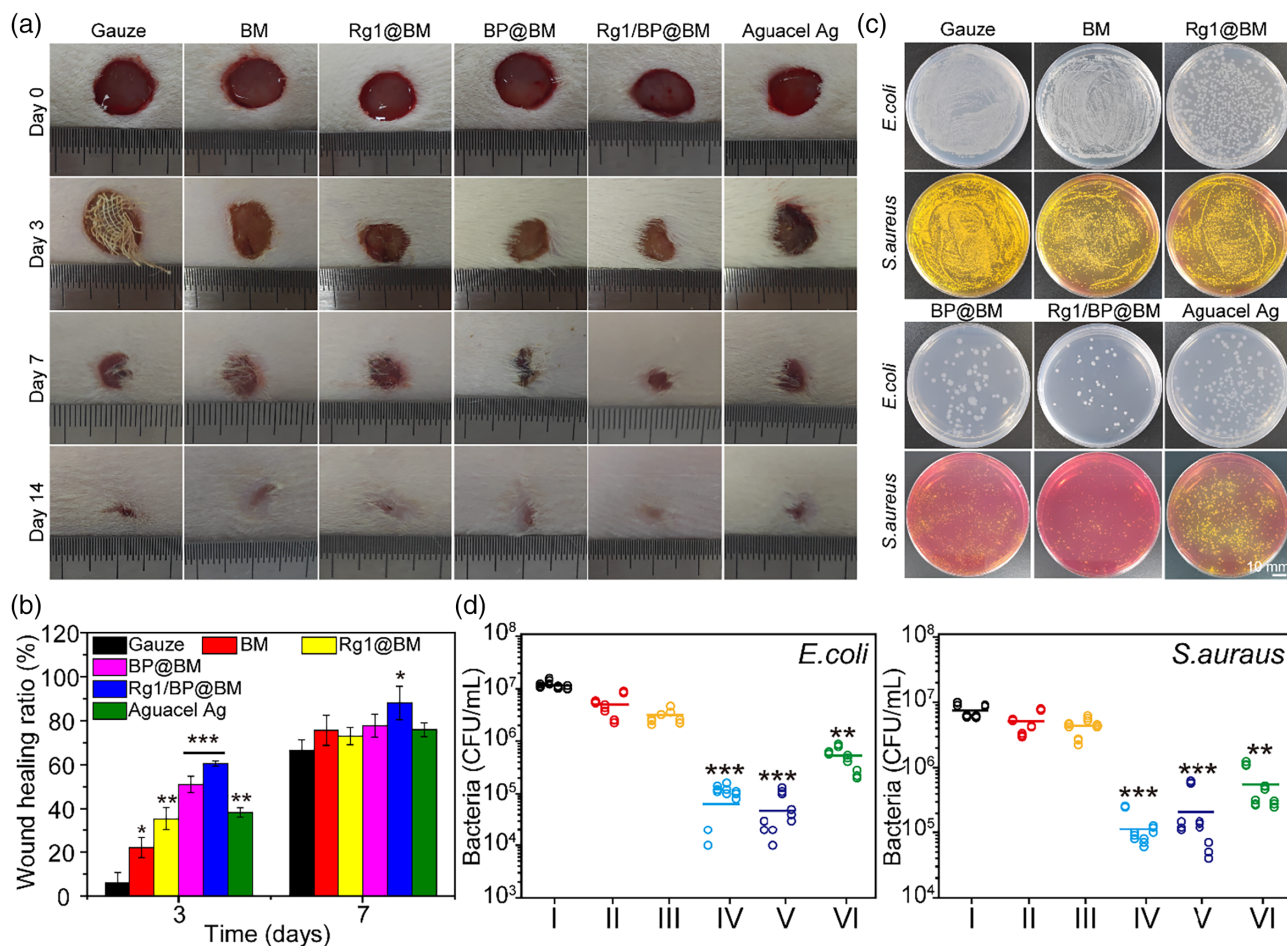 (a)
Gauze BM Rg1@BM BP@BM Rg1/BP@BM Aguacel Ag
Day 0
Day 3
Day 7
Day 14
(c)
Gauze BM Rg1@BM
E.coli
S.aureus
BP@BM Rg1/BP@BM Aguacel Ag
E.coli
S.aureus
10 mm
(b)
Wound healing ratio (%)
120
100
80
60
40
20
0
Gauze BM Rg1@BM
BP@BM
Rg1/BP@BM
Aguacel Ag
* ** *** ** *
3 7
Time (days)
(d)
Bacteria (CFU/mL)
10⁸
10⁷
10⁶
10⁵
10⁴
10³
E.coli
*** *** **
I II III IV V VI
Bacteria (CFU/mL)
10⁸
10⁷
10⁶
10⁵
10⁴
S.auraus
*** *** **
I II III IV V VI